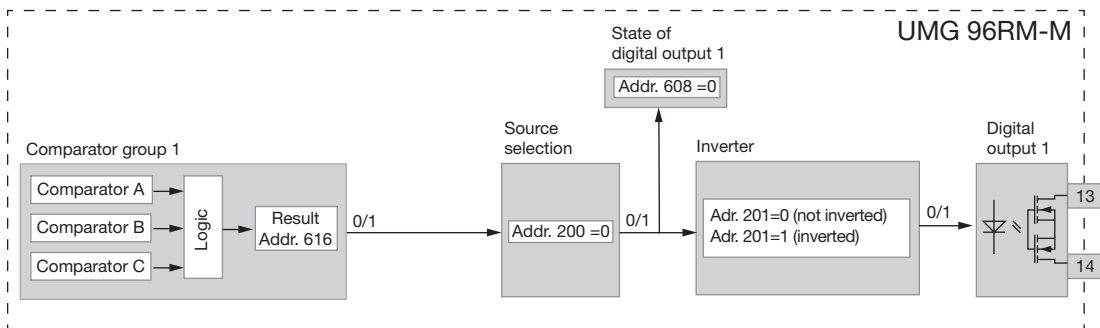 UMG 96RM-M
State of
digital output 1
Addr. 608 =0
Comparator group 1
Comparator A
Comparator B
Comparator C
Logic
Result
Addr. 616
0/1
Source
selection
Addr. 200 =0
0/1
Inverter
Adr. 201=0 (not inverted)
Adr. 201=1 (inverted)
0/1
Digital
output 1
13
14